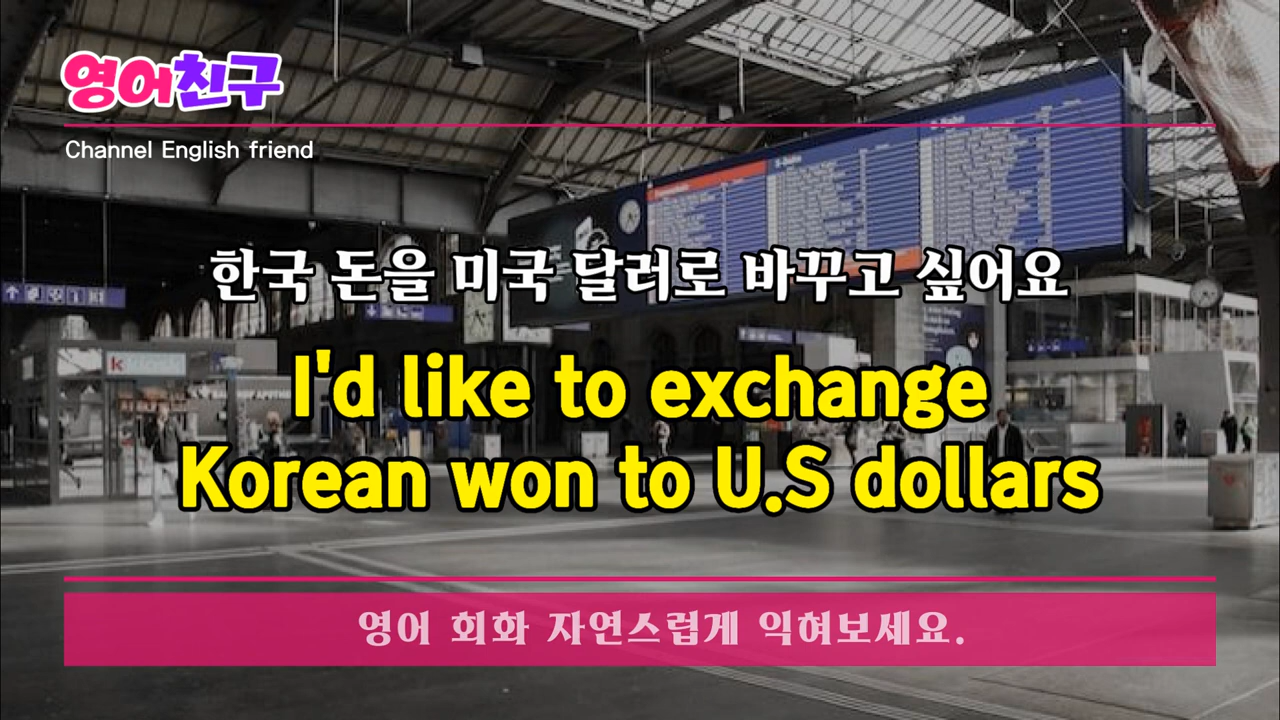 영어친구
Channel English friend
한국 돈을 미국 달러로 바꾸고 싶어요
I'd like to exchange
Korean won to U.S dollars
영어 회화 자연스럽게 익혀보세요.